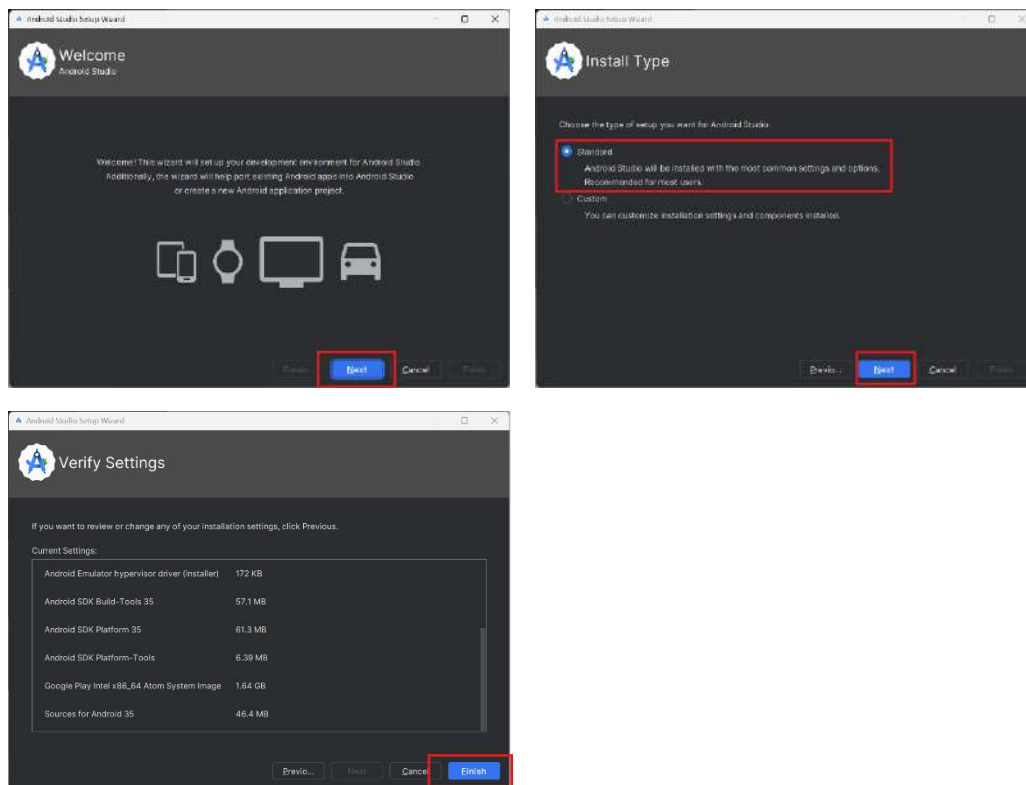 Android Studio Setup Wizard
Welcome
Android Studio
Welcome! This wizard will set up your development environment for Android Studio.
Additionally, the wizard will help port existing Android apps into Android Studio
or create a new Android application project.
Next
Cancel
Finish
Android Studio Setup Wizard
Install Type
Choose the type of setup you want for Android Studio:
Standard
Android Studio will be installed with the most common settings and options.
Recommended for most users.
Custom
You can customize installation settings and components installed.
Previo...
Next
Cancel
Finish
Android Studio Setup Wizard
Verify Settings
If you want to review or change any of your installation settings, click Previous.
Current Settings:
Android Emulator hypervisor driver (installer) 172 KB
Android SDK Build-Tools 35 57.1 MB
Android SDK Platform 35 61.3 MB
Android SDK Platform-Tools 6.39 MB
Google Play Intel x86_64 Atom System Image 1.64 GB
Sources for Android 35 46.4 MB
Previo...
Next
Cancel
Finish